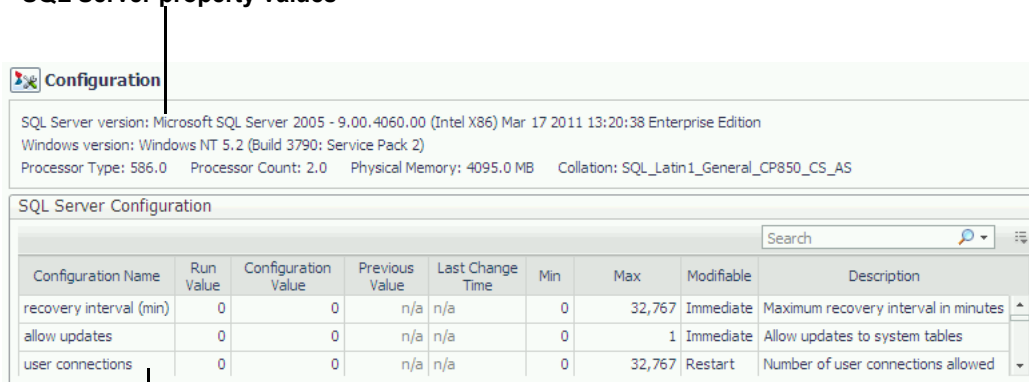 SQL Server property values
Configuration
SQL Server version: Microsoft SQL Server 2005 - 9.00.4060.00 (Intel X86) Mar 17 2011 13:20:38 Enterprise Edition
Windows version: Windows NT 5.2 (Build 3790: Service Pack 2)
Processor Type: 586.0 Processor Count: 2.0 Physical Memory: 4095.0 MB Collation: SQL_Latin1_General_CP850_CS_AS
SQL Server Configuration
Search
Configuration Name Run Value Configuration Value Previous Value Last Change Time Min Max Modifiable Description
recovery interval (min) 0 0 n/a n/a 0 32,767 Immediate Maximum recovery interval in minutes
allow updates 0 0 n/a n/a 0 1 Immediate Allow updates to system tables
user connections 0 0 n/a n/a 0 32,767 Restart Number of user connections allowed